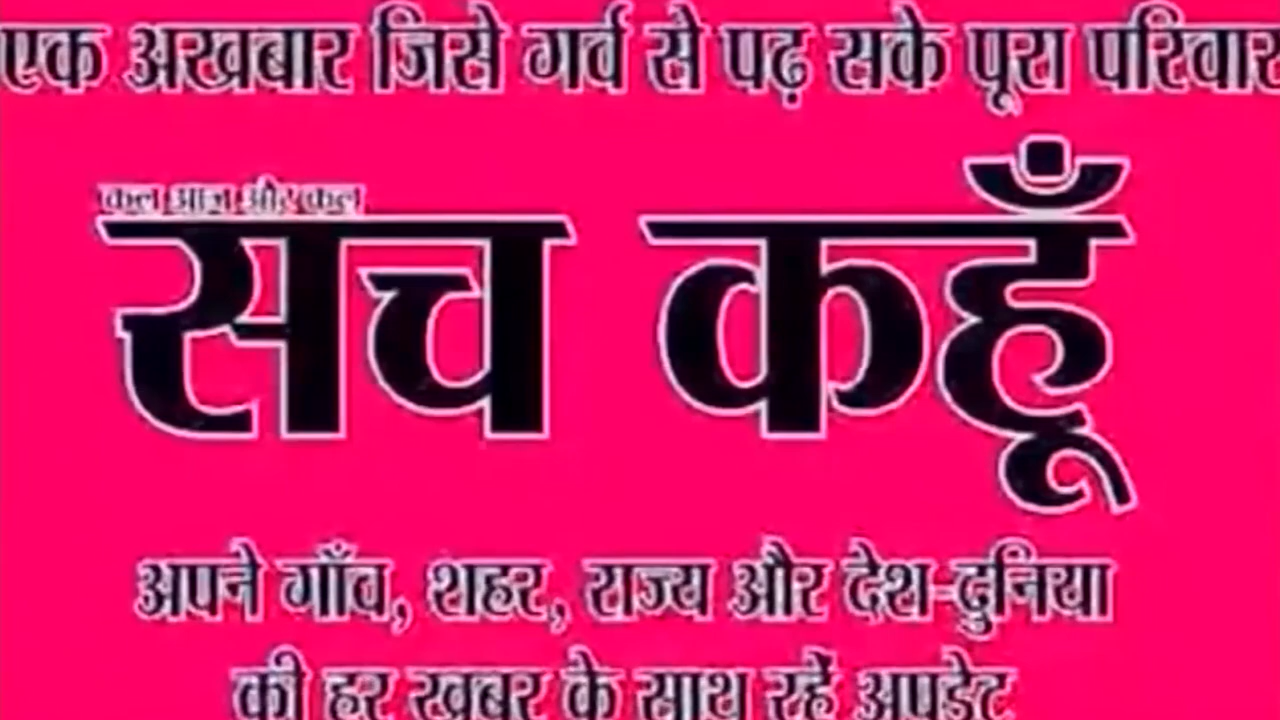 एक अखबार जिसे गर्व से पढ़ सके पूरा परिवार
कल आज और कल
सच कहूँ
अपने गाँव, शहर, राज्य और देश-दुनिया
की हर खबर के साथ रहें अपडेट